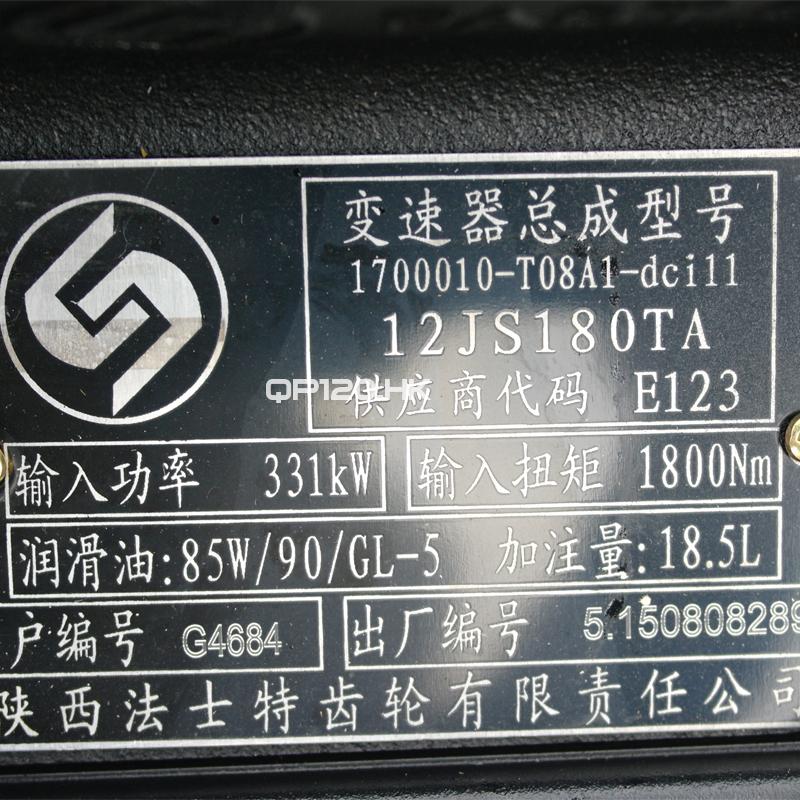 变速器总成型号
1700010-T08A1-dci11
12JS180TA
QP120.HK
供应商代码 E123
输入功率 331kW 输入扭矩 1800Nm
润滑油:85W/90/GL-5 加注量:18.5L
户编号 G4684 出厂编号 5.150808289
陕西法士特齿轮有限责任公司